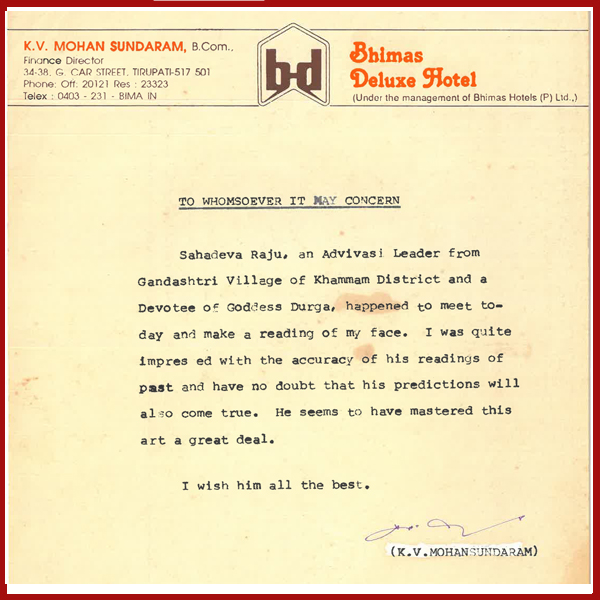 K.V. MOHAN SUNDARAM, B.Com.,
Finance Director
34-38, G. CAR STREET, TIRUPATI-517 501
Phone: Off: 20121 Res : 23323
Telex : 0403 - 231 - BIMA IN
b-d
Bhimas
Deluxe Hotel
(Under the management of Bhimas Hotels (P) Ltd.,)
TO WHOMSOEVER IT MAY CONCERN
Sahadeva Raju, an Advivasi Leader from
Gandashtri Village of Khammam District and a
Devotee of Goddess Durga, happened to meet to-
day and make a reading of my face. I was quite
impres ed with the accuracy of his readings of
past and have no doubt that his predictions will
also come true. He seems to have mastered this
art a great deal.
I wish him all the best.
(K.V.MOHANSUNDARAM)